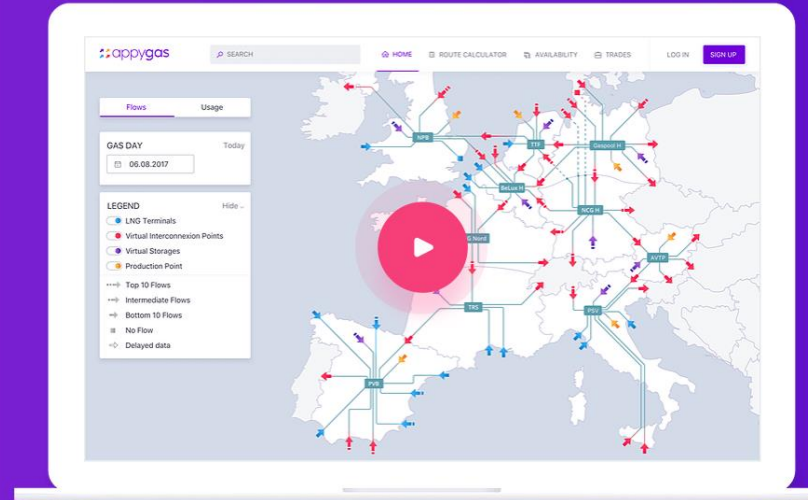 appygas
SEARCH
HOME
ROUTE CALCULATOR
AVAILABILITY
TRADES
LOG IN
SIGN UP
Flows
Usage
GAS DAY
Today
06.08.2017
LEGEND
Hide
LNG Terminals
Virtual Interconnexion Points
Virtual Storages
Production Point
Top 10 Flows
Intermediate Flows
Bottom 10 Flows
No Flow
Delayed data
NPB
TTF
Gaspool H
BeLux H
NCG H
G Nord
AVTP
TRS
PSV
PVB